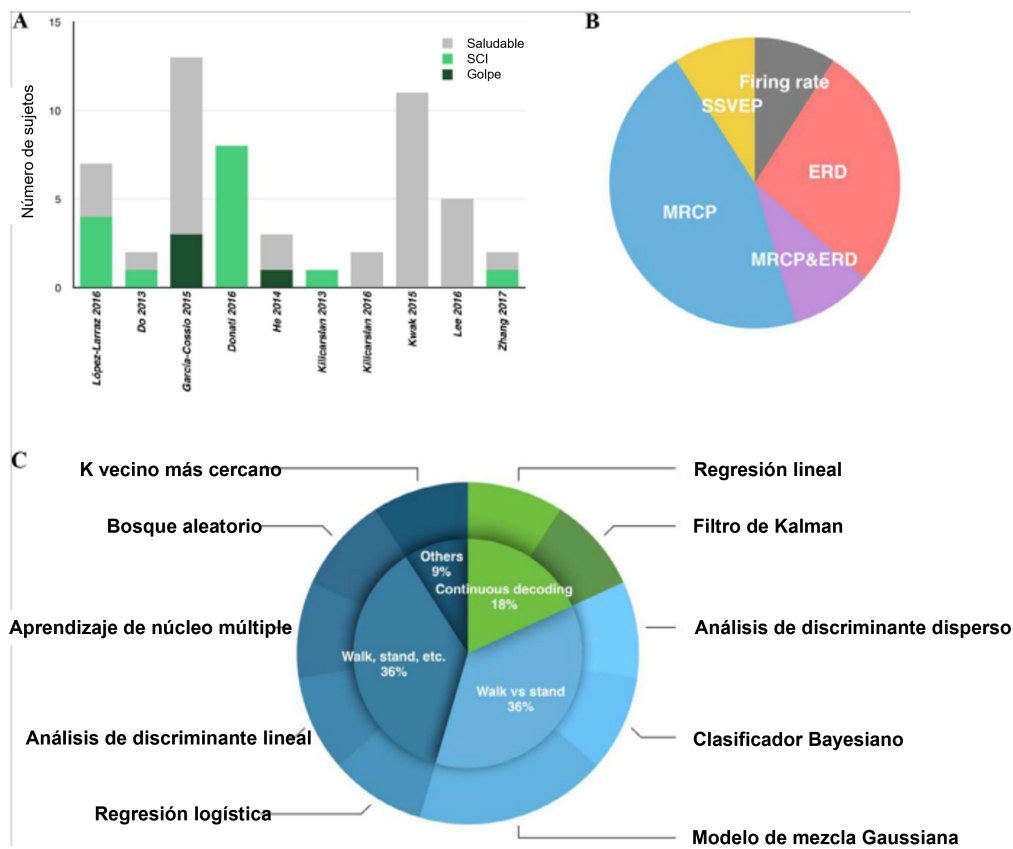 A
15
10
5
0
Número de sujetos
Saludable
SCI
Golpe
López-Larraz 2016
Do 2013
García-Cossio 2015
Donati 2016
He 2014
Kilicarslan 2013
Kilicarslan 2016
Kwak 2015
Lee 2016
Zhang 2017
B
Firing rate
SSVEP
ERD
MRCP
MRCP&ERD
C
K vecino más cercano
Regresión lineal
Bosque aleatorio
Filtro de Kalman
Others
9%
Continuous decoding
18%
Aprendizaje de núcleo múltiple
Análisis de discriminante disperso
Walk, stand, etc.
36%
Walk vs stand
36%
Análisis de discriminante lineal
Clasificador Bayesiano
Regresión logística
Modelo de mezcla Gaussiana